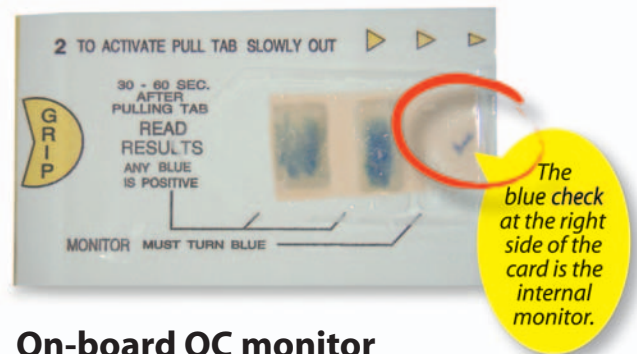 2 TO ACTIVATE PULL TAB SLOWLY OUT
GRIP
30 - 60 SEC.
AFTER
PULLING TAB
READ
RESULTS
ANY BLUE
IS POSITIVE
MONITOR MUST TURN BLUE
The
blue check
at the right
side of the
card is the
internal
monitor.
On-board QC monitor